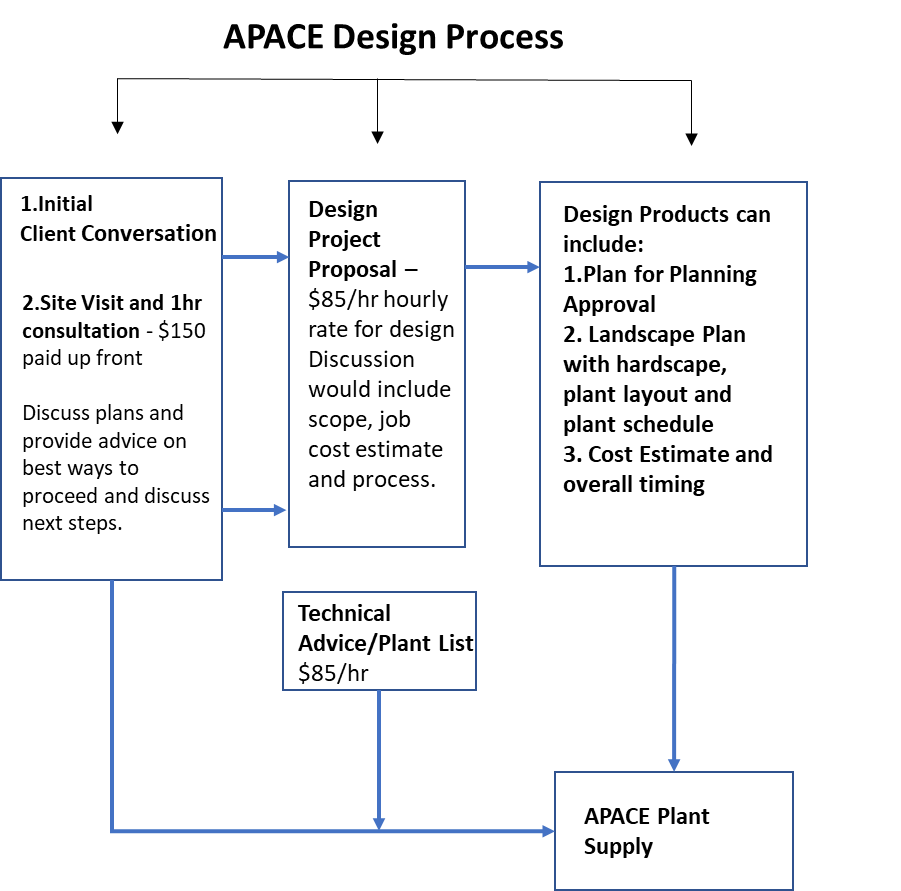 APACE Design Process
1.Initial
Client Conversation
2.Site Visit and 1hr
consultation - $150
paid up front
Discuss plans and
provide advice on
best ways to
proceed and discuss
next steps.
Design
Project
Proposal –
$85/hr hourly
rate for design
Discussion
would include
scope, job
cost estimate
and process.
Design Products can
include:
1.Plan for Planning
Approval
2. Landscape Plan
with hardscape,
plant layout and
plant schedule
3. Cost Estimate and
overall timing
Technical
Advice/Plant List
$85/hr
APACE Plant
Supply